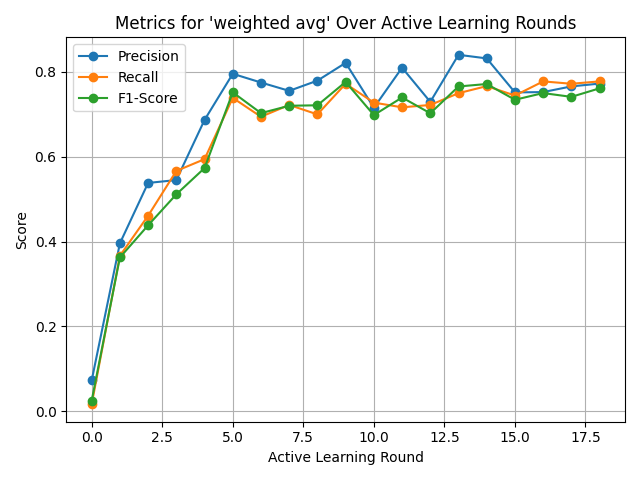 Metrics for 'weighted avg' Over Active Learning Rounds
Precision
Recall
F1-Score
Score
0.8
0.6
0.4
0.2
0.0
0.0 2.5 5.0 7.5 10.0 12.5 15.0 17.5
Active Learning Round